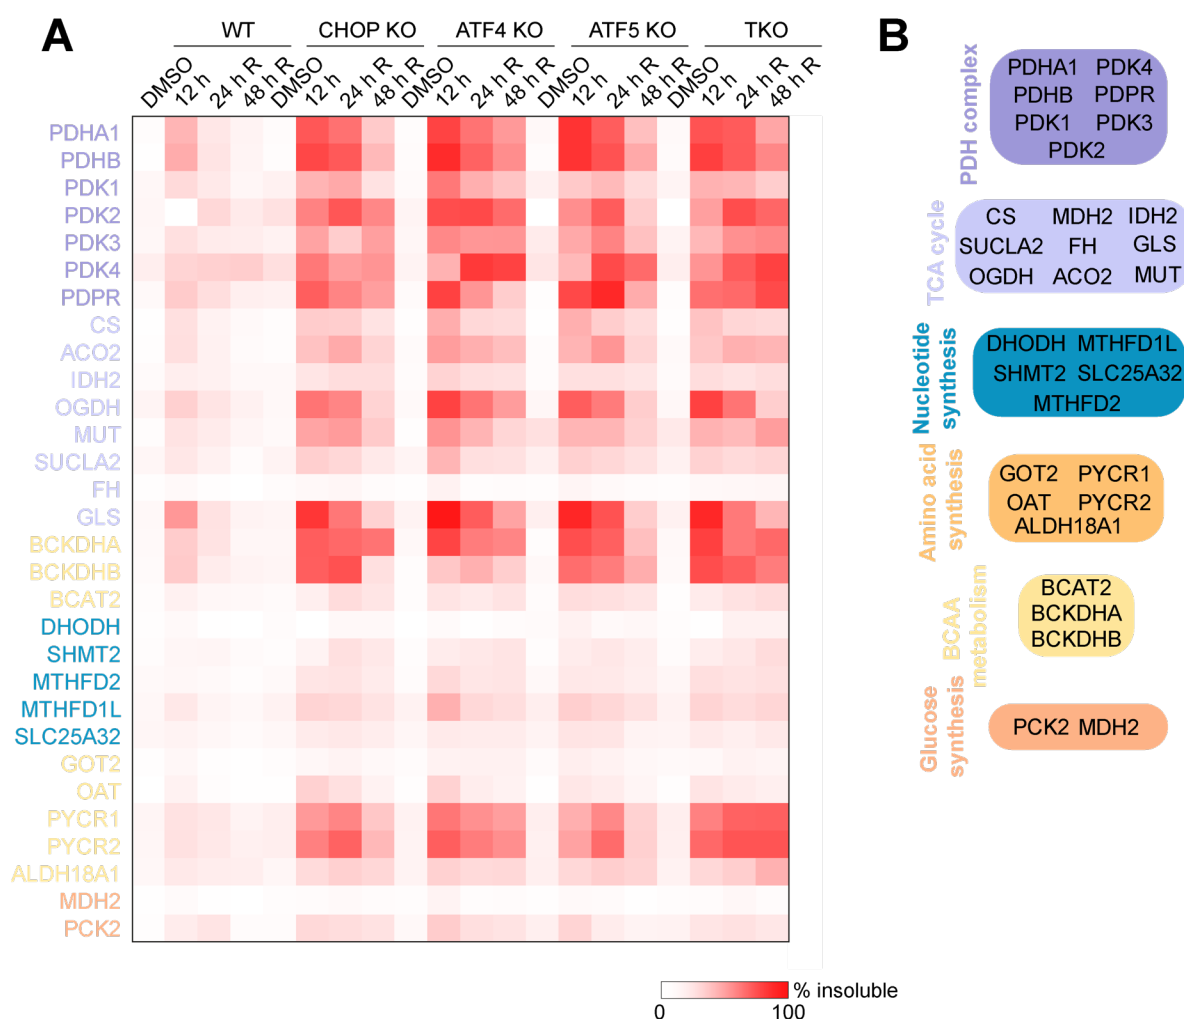 A
WT CHOP KO ATF4 KO ATF5 KO TKO
DMSO 12 h 24 h R 48 h R DMSO 12 h 24 h R 48 h R DMSO 12 h 24 h R 48 h R DMSO 12 h 24 h R 48 h R DMSO 12 h 24 h R 48 h R
PDHA1
PDHB
PDK1
PDK2
PDK3
PDK4
PDPR
CS
ACO2
IDH2
OGDH
MUT
SUCLA2
FH
GLS
BCKDHA
BCKDHB
BCAT2
DHODH
SHMT2
MTHFD2
MTHFD1L
SLC25A32
GOT2
OAT
PYCR1
PYCR2
ALDH18A1
MDH2
PCK2
% insoluble
0 100
B
PDH complex
PDHA1 PDK4
PDHB PDPR
PDK1 PDK3
PDK2
TCA cycle
CS MDH2 IDH2
SUCLA2 FH GLS
OGDH ACO2 MUT
Nucleotide
synthesis
DHODH MTHFD1L
SHMT2 SLC25A32
MTHFD2
Amino acid
synthesis
GOT2 PYCR1
OAT PYCR2
ALDH18A1
BCAA
metabolism
BCAT2
BCKDHA
BCKDHB
Glucose
synthesis
PCK2 MDH2